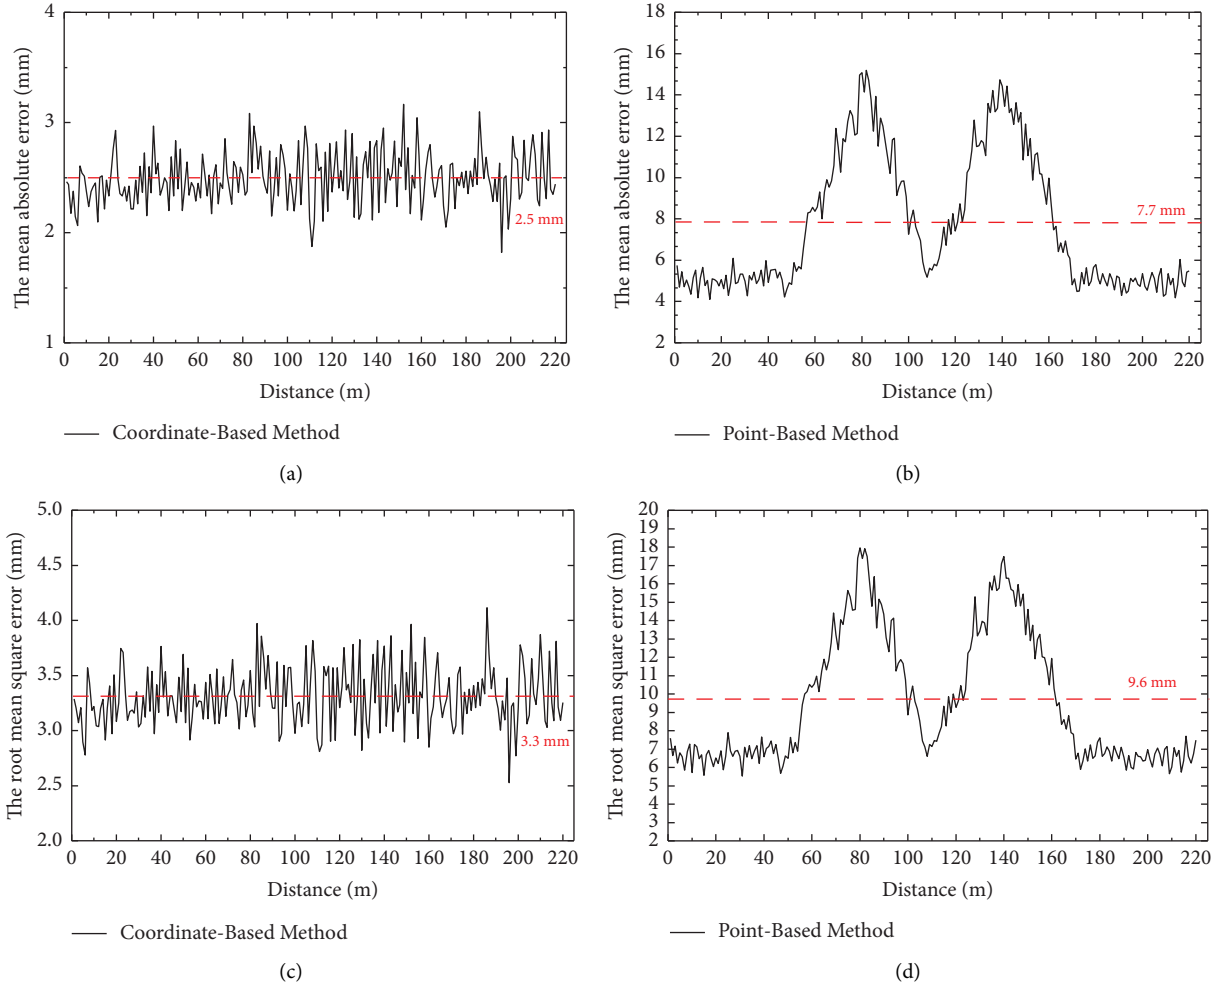 The mean absolute error (mm)
4
3
2
1
2.5 mm
0 20 40 60 80 100 120 140 160 180 200 220
Distance (m)
Coordinate-Based Method
(a)
The mean absolute error (mm)
18
16
14
12
10
8
6
4
2
7.7 mm
0 20 40 60 80 100 120 140 160 180 200 220
Distance (m)
Point-Based Method
(b)
The root mean square error (mm)
5.0
4.5
4.0
3.5
3.0
2.5
2.0
3.3 mm
0 20 40 60 80 100 120 140 160 180 200 220
Distance (m)
Coordinate-Based Method
(c)
The root mean square error (mm)
20
19
18
17
16
15
14
13
12
11
10
9
8
7
6
5
4
3
2
9.6 mm
0 20 40 60 80 100 120 140 160 180 200 220
Distance (m)
Point-Based Method
(d)